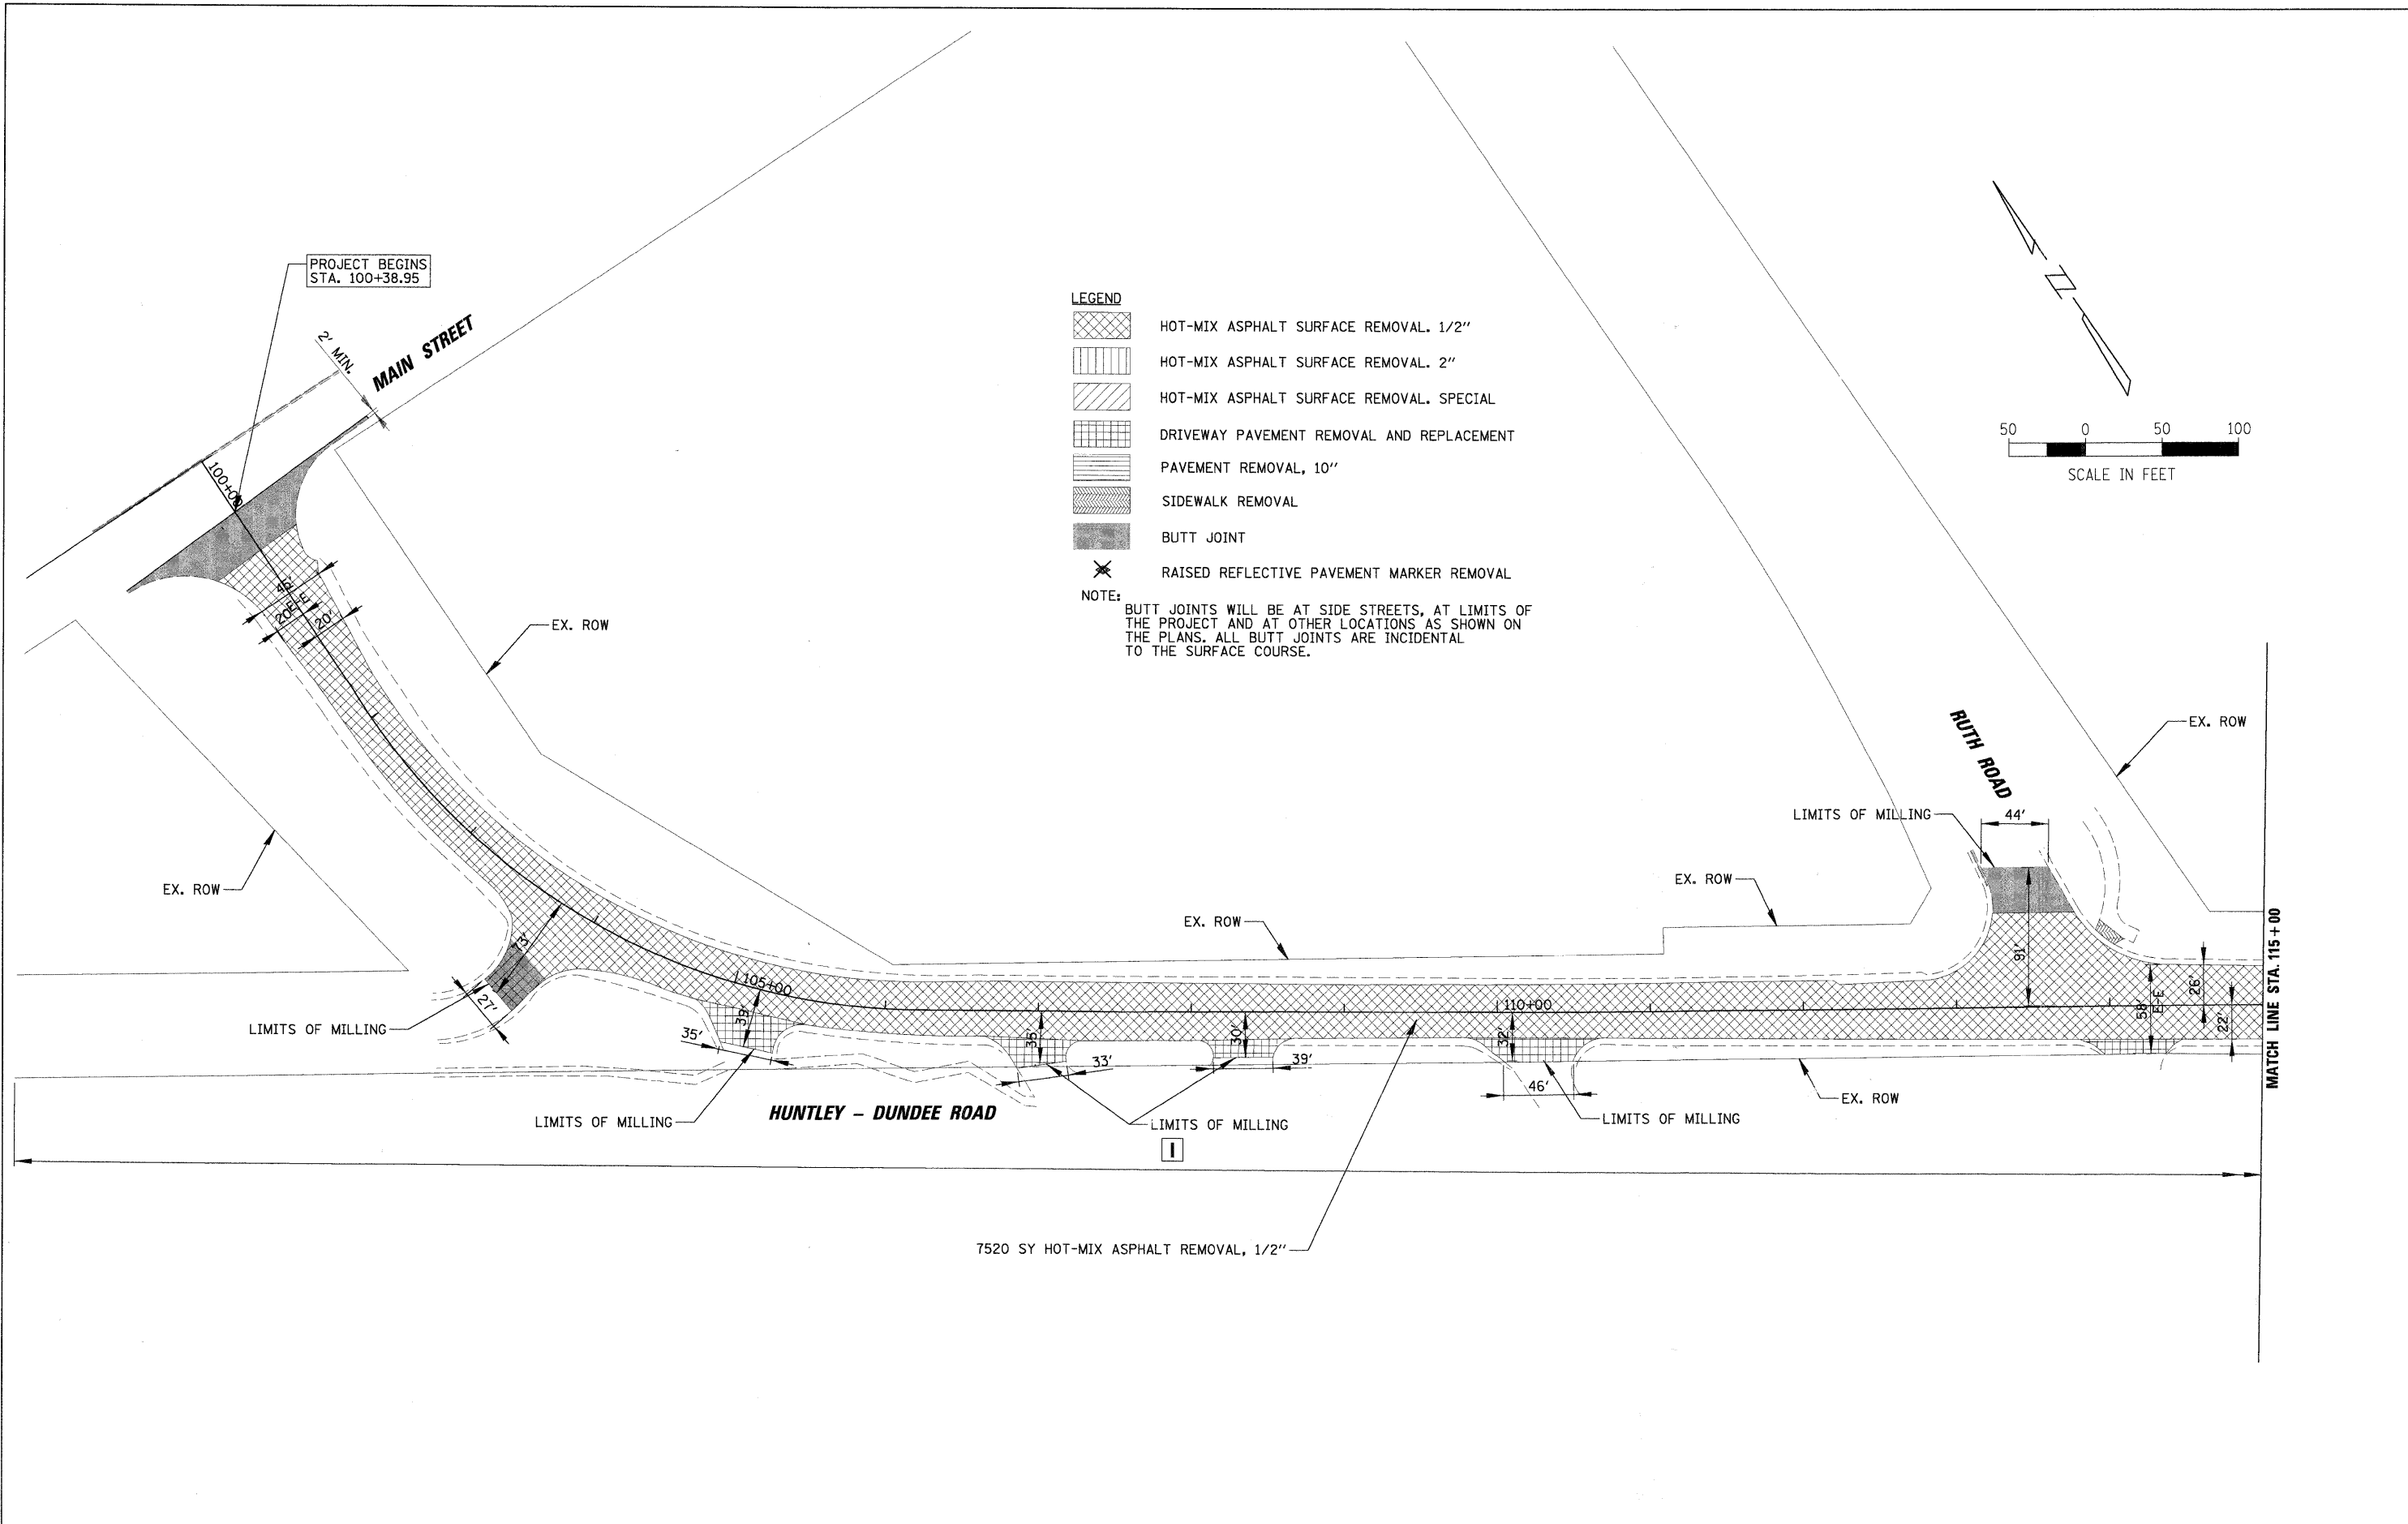 PROJECT BEGINS
STA. 100+38.95
2' MIN.
MAIN STREET
100+00
LEGEND
HOT-MIX ASPHALT SURFACE REMOVAL. 1/2"
HOT-MIX ASPHALT SURFACE REMOVAL. 2"
HOT-MIX ASPHALT SURFACE REMOVAL. SPECIAL
DRIVEWAY PAVEMENT REMOVAL AND REPLACEMENT
PAVEMENT REMOVAL, 10"
SIDEWALK REMOVAL
BUTT JOINT
RAISED REFLECTIVE PAVEMENT MARKER REMOVAL
NOTE:
BUTT JOINTS WILL BE AT SIDE STREETS, AT LIMITS OF
THE PROJECT AND AT OTHER LOCATIONS AS SHOWN ON
THE PLANS. ALL BUTT JOINTS ARE INCIDENTAL
TO THE SURFACE COURSE.
50 0 50 100
SCALE IN FEET
E-E
20'
20'
EX. ROW
EX. ROW
RUTH ROAD
EX. ROW
LIMITS OF MILLING
44'
EX. ROW
EX. ROW
91'
73'
27'
LIMITS OF MILLING
105+00
39'
35'
LIMITS OF MILLING
HUNTLEY - DUNDEE ROAD
35'
33'
30'
39'
LIMITS OF MILLING
I
110+00
32'
46'
LIMITS OF MILLING
EX. ROW
58'
E-E
26'
22'
MATCH LINE STA. 115+00
7520 SY HOT-MIX ASPHALT REMOVAL, 1/2"